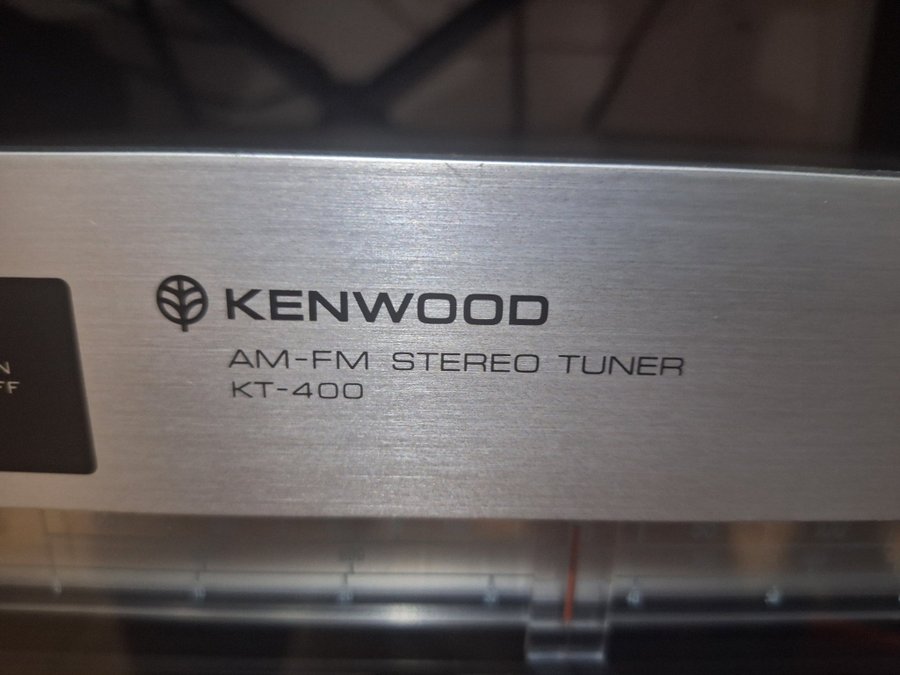 KENWOOD
AM-FM STEREO TUNER
KT-400